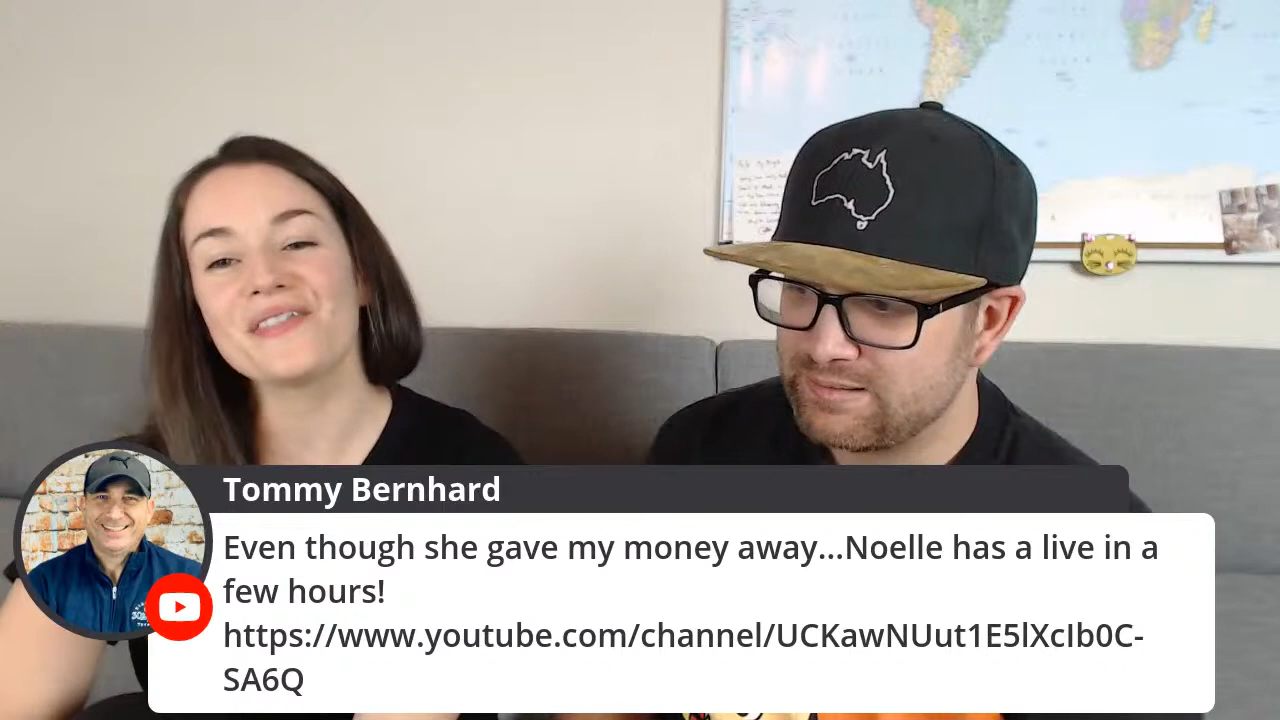 Tommy Bernhard
Even though she gave my money away...Noelle has a live in a
few hours!
https://www.youtube.com/channel/UCKawNUut1E5lXcIb0C-
SA6Q